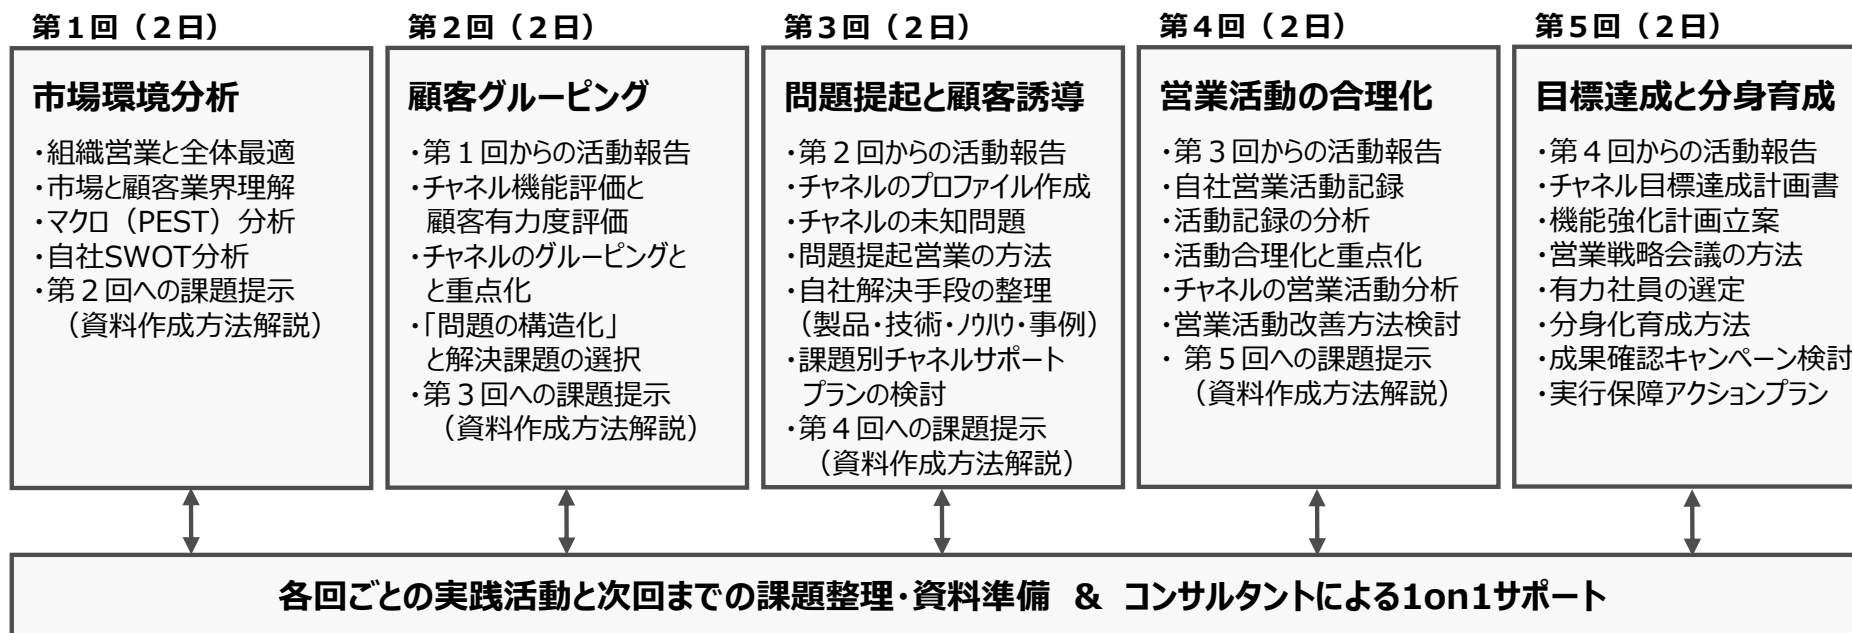 第１回（２日）
市場環境分析
・組織営業と全体最適
・市場と顧客業界理解
・マクロ（PEST）分析
・自社SWOT分析
・第２回への課題提示
（資料作成方法解説）
第２回（２日）
顧客グルーピング
・第１回からの活動報告
・チャネル機能評価と
顧客有力度評価
・チャネルのグルーピングと
と重点化
・「問題の構造化」
と解決課題の選択
・第３回への課題提示
（資料作成方法解説）
第３回（２日）
問題提起と顧客誘導
・第２回からの活動報告
・チャネルのプロファイル作成
・チャネルの未知問題
・問題提起営業の方法
・自社解決手段の整理
（製品・技術・ノウハウ・事例）
・課題別チャネルサポート
プランの検討
・第４回への課題提示
（資料作成方法解説）
第４回（２日）
営業活動の合理化
・第３回からの活動報告
・自社営業活動記録
・活動記録の分析
・活動合理化と重点化
・チャネルの営業活動分析
・営業活動改善方法検討
・ 第５回への課題提示
（資料作成方法解説）
第５回（２日）
目標達成と分身育成
・第４回からの活動報告
・チャネル目標達成計画書
・機能強化計画立案
・営業戦略会議の方法
・有力社員の選定
・分身化育成方法
・成果確認キャンペーン検討
・実行保障アクションプラン
各回ごとの実践活動と次回までの課題整理・資料準備 ＆ コンサルタントによる1on1サポート